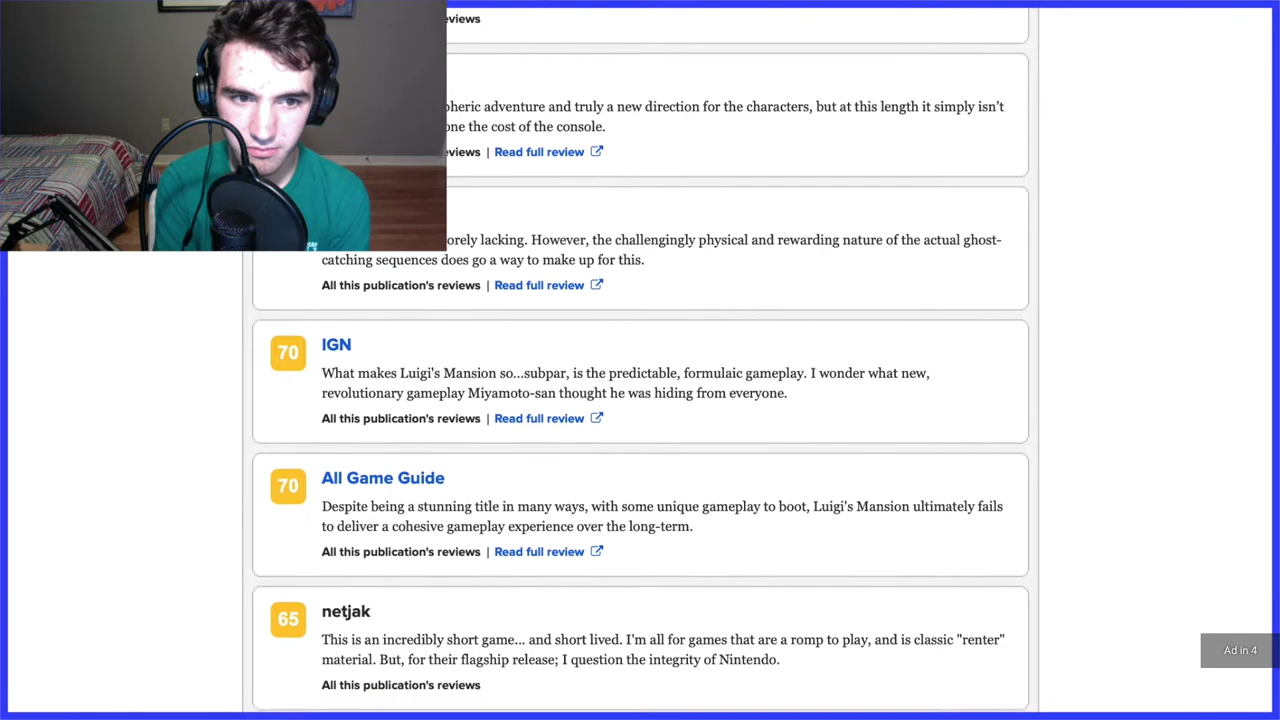 eviews
pheric adventure and truly a new direction for the characters, but at this length it simply isn't
one the cost of the console.
eviews | Read full review
orely lacking. However, the challengingly physical and rewarding nature of the actual ghost-
catching sequences does go a way to make up for this.
All this publication's reviews | Read full review
70 IGN
What makes Luigi's Mansion so...subpar, is the predictable, formulaic gameplay. I wonder what new,
revolutionary gameplay Miyamoto-san thought he was hiding from everyone.
All this publication's reviews | Read full review
70 All Game Guide
Despite being a stunning title in many ways, with some unique gameplay to boot, Luigi's Mansion ultimately fails
to deliver a cohesive gameplay experience over the long-term.
All this publication's reviews | Read full review
65 netjak
This is an incredibly short game... and short lived. I'm all for games that are a romp to play, and is classic "renter"
material. But, for their flagship release; I question the integrity of Nintendo.
All this publication's reviews
Ad in 4